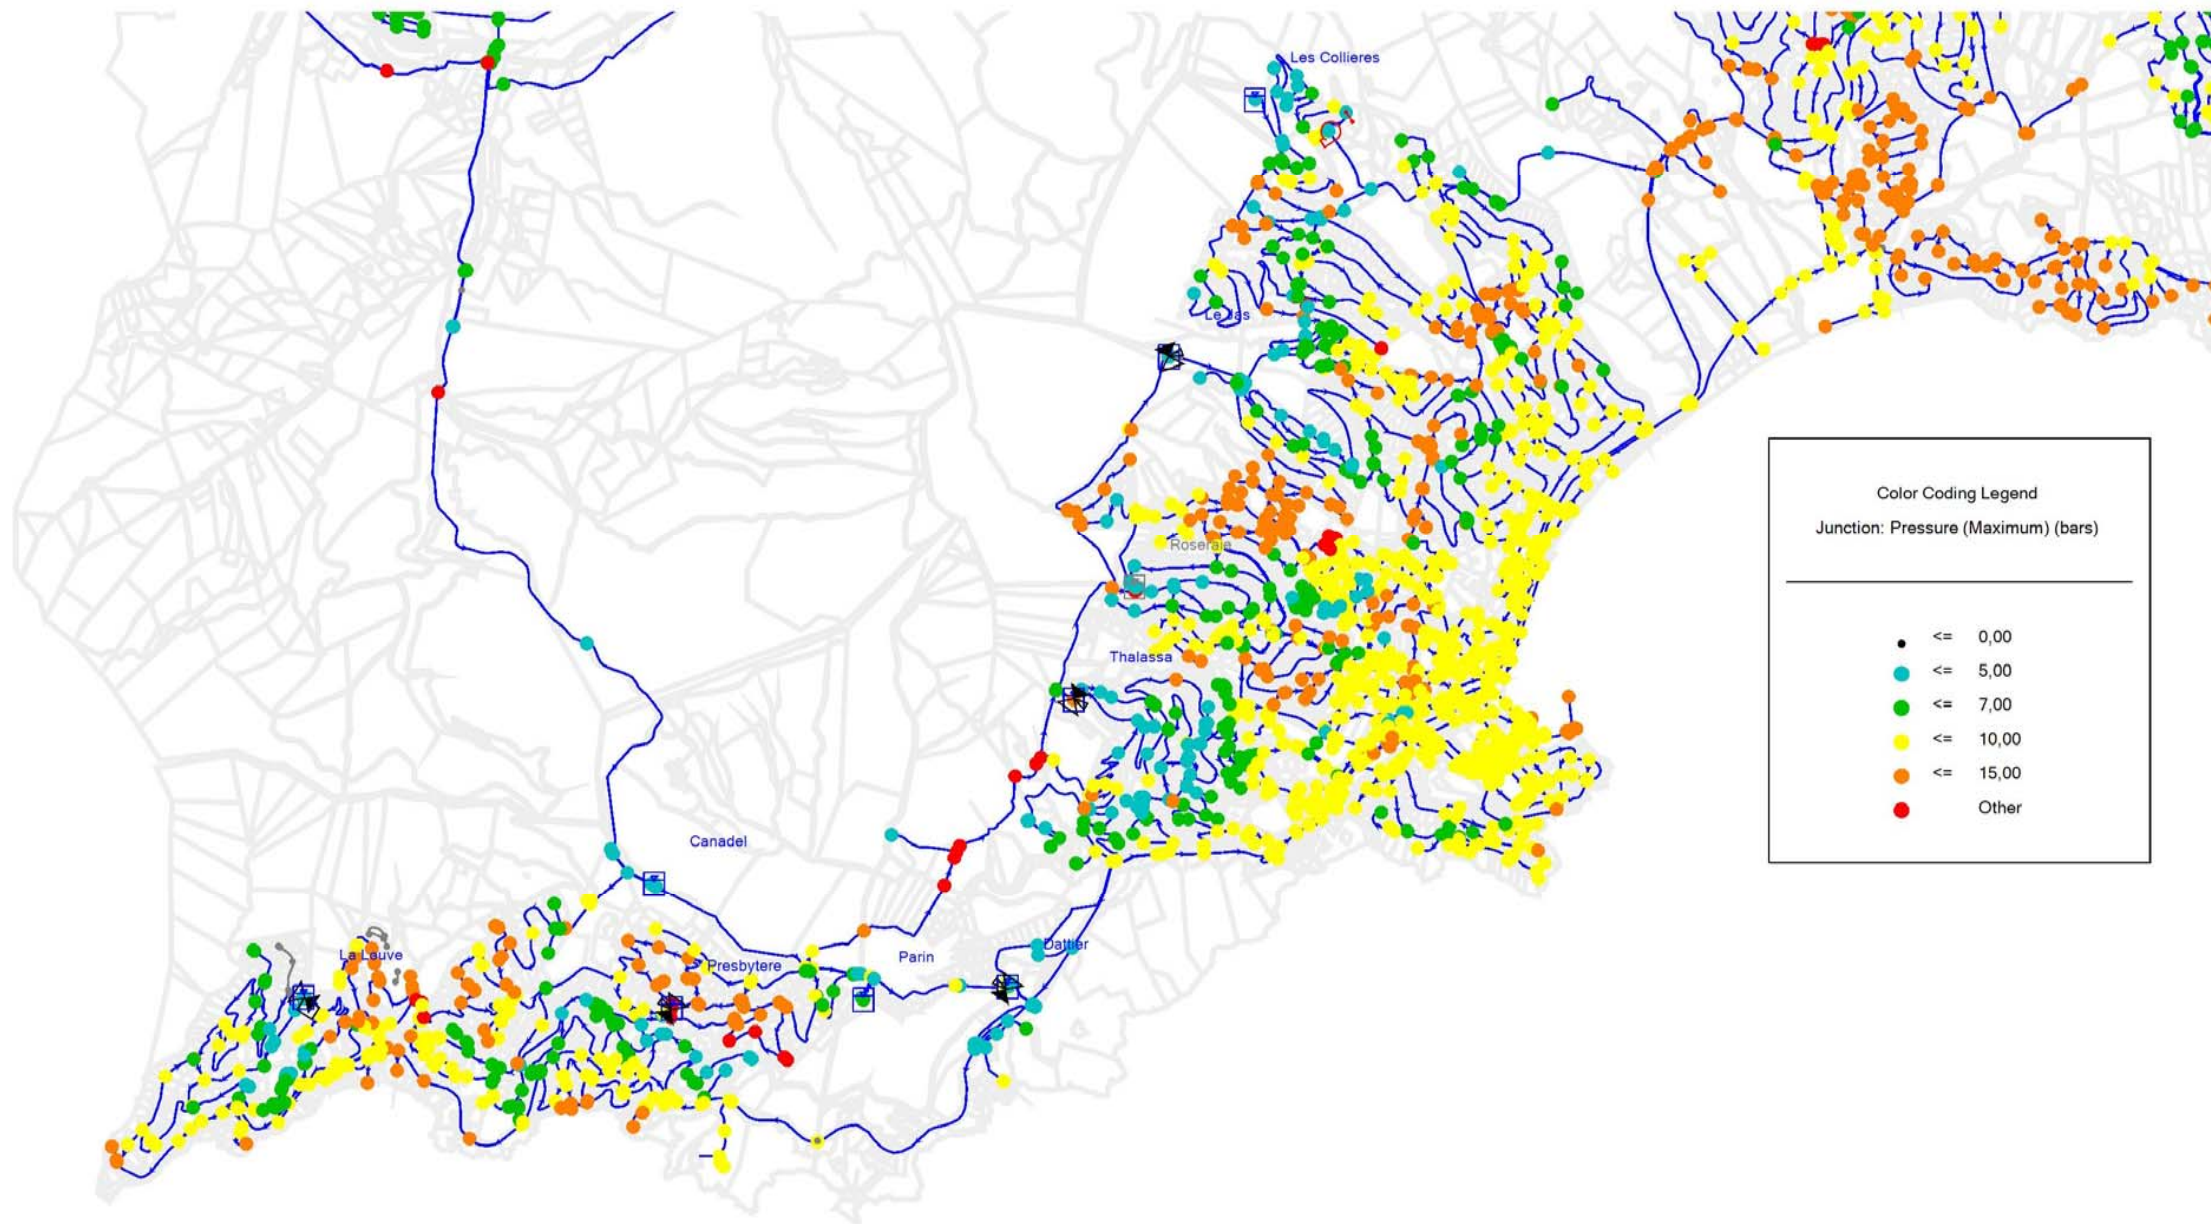 Les Collieres
Le Jas
Roseraie
Thalassa
Canadel
La Louve
Presbytere
Parin
Dattier
Color Coding Legend
Junction: Pressure (Maximum) (bars)
<= 0,00
<= 5,00
<= 7,00
<= 10,00
<= 15,00
Other